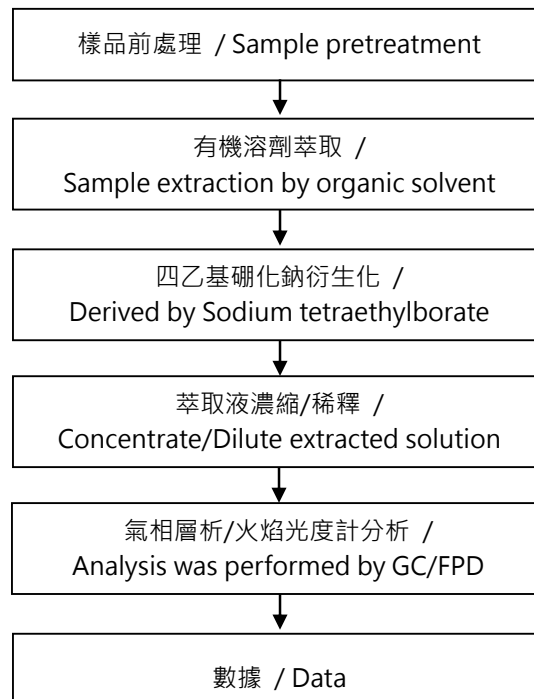 樣品前處理 / Sample pretreatment
有機溶劑萃取 /
Sample extraction by organic solvent
四乙基硼化鈉衍生化 /
Derived by Sodium tetraethylborate
萃取液濃縮/稀釋 /
Concentrate/Dilute extracted solution
氣相層析/火焰光度計分析 /
Analysis was performed by GC/FPD
數據 / Data